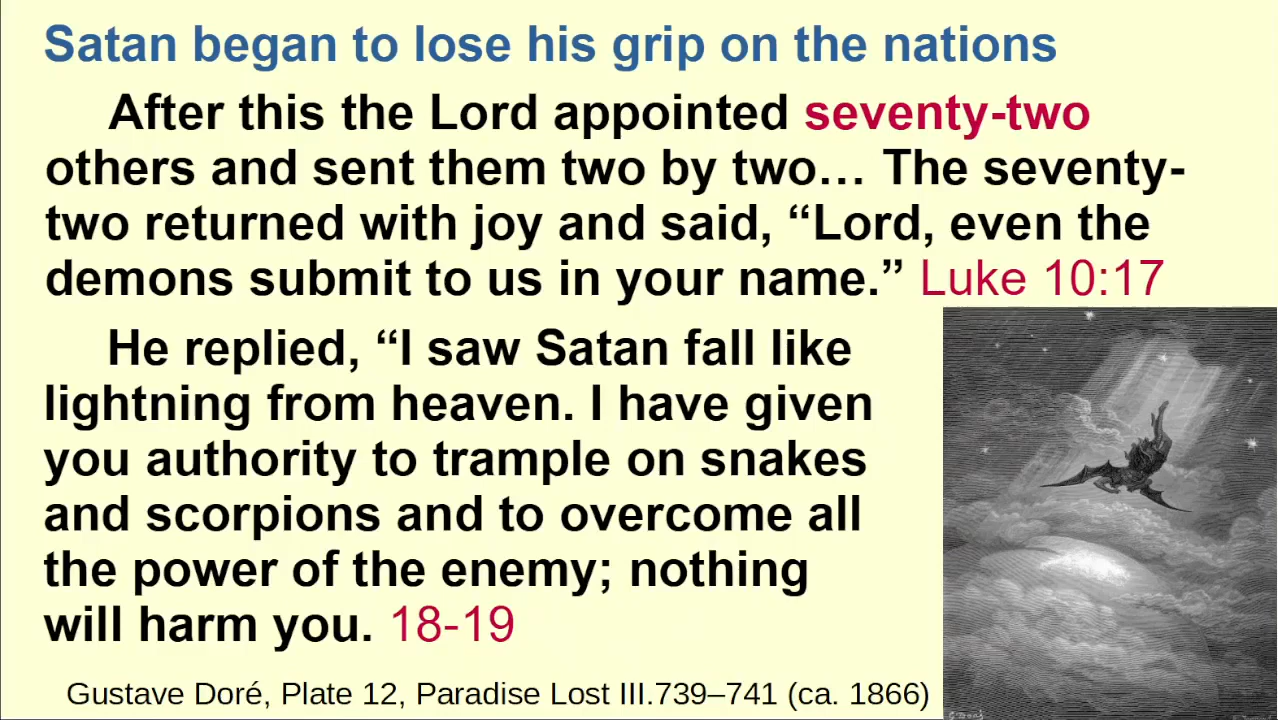 Satan began to lose his grip on the nations
After this the Lord appointed seventy-two
others and sent them two by two… The seventy-
two returned with joy and said, “Lord, even the
demons submit to us in your name.” Luke 10:17
He replied, “I saw Satan fall like
lightning from heaven. I have given
you authority to trample on snakes
and scorpions and to overcome all
the power of the enemy; nothing
will harm you. 18-19
Gustave Doré, Plate 12, Paradise Lost III.739–741 (ca. 1866)